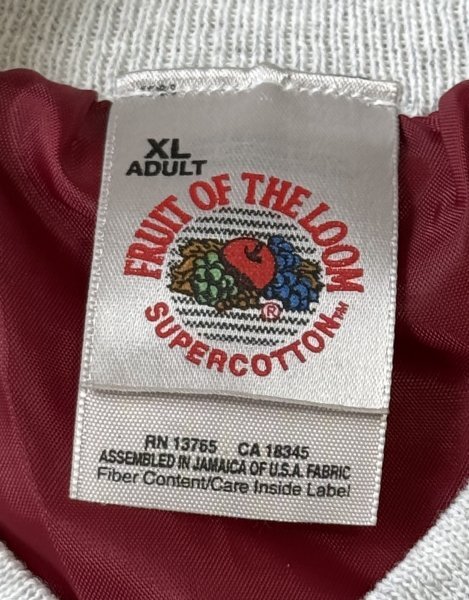 XL
ADULT
FRUIT OF THE LOOM
®
SUPERCOTTON™
RN 13765 CA 18345
ASSEMBLED IN JAMAICA OF U.S.A. FABRIC
Fiber Content/Care Inside Label